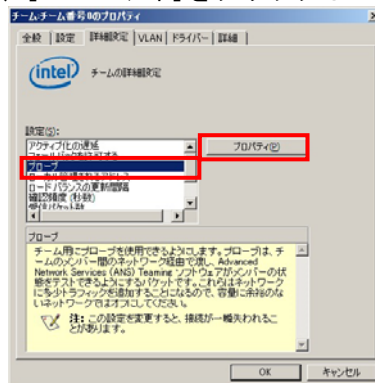 チーム:チーム番号0のプロパティ
全般 設定 詳細設定 VLAN ドライバー 詳細
intel チームの詳細設定
設定(S):
アクティブ化の遅延
プロパティ(P)
プローブ
ロード バランスの更新間隔
確認頻度 (秒数)
プローブ
チーム用にプローブを使用できるようにします。プローブは、チ
ームのメンバー間のネットワーク経由で渡し、Advanced
Network Services (ANS) Teaming ソフトウェアがメンバーの状
態をテストできるようにするパケットです。これらはネットワーク
に多少トラフィックを追加することになるので、容量に余裕のな
いネットワークではオフにしてください。
注: この設定を変更すると、接続が一瞬失われるこ
とがあります。
OK キャンセル